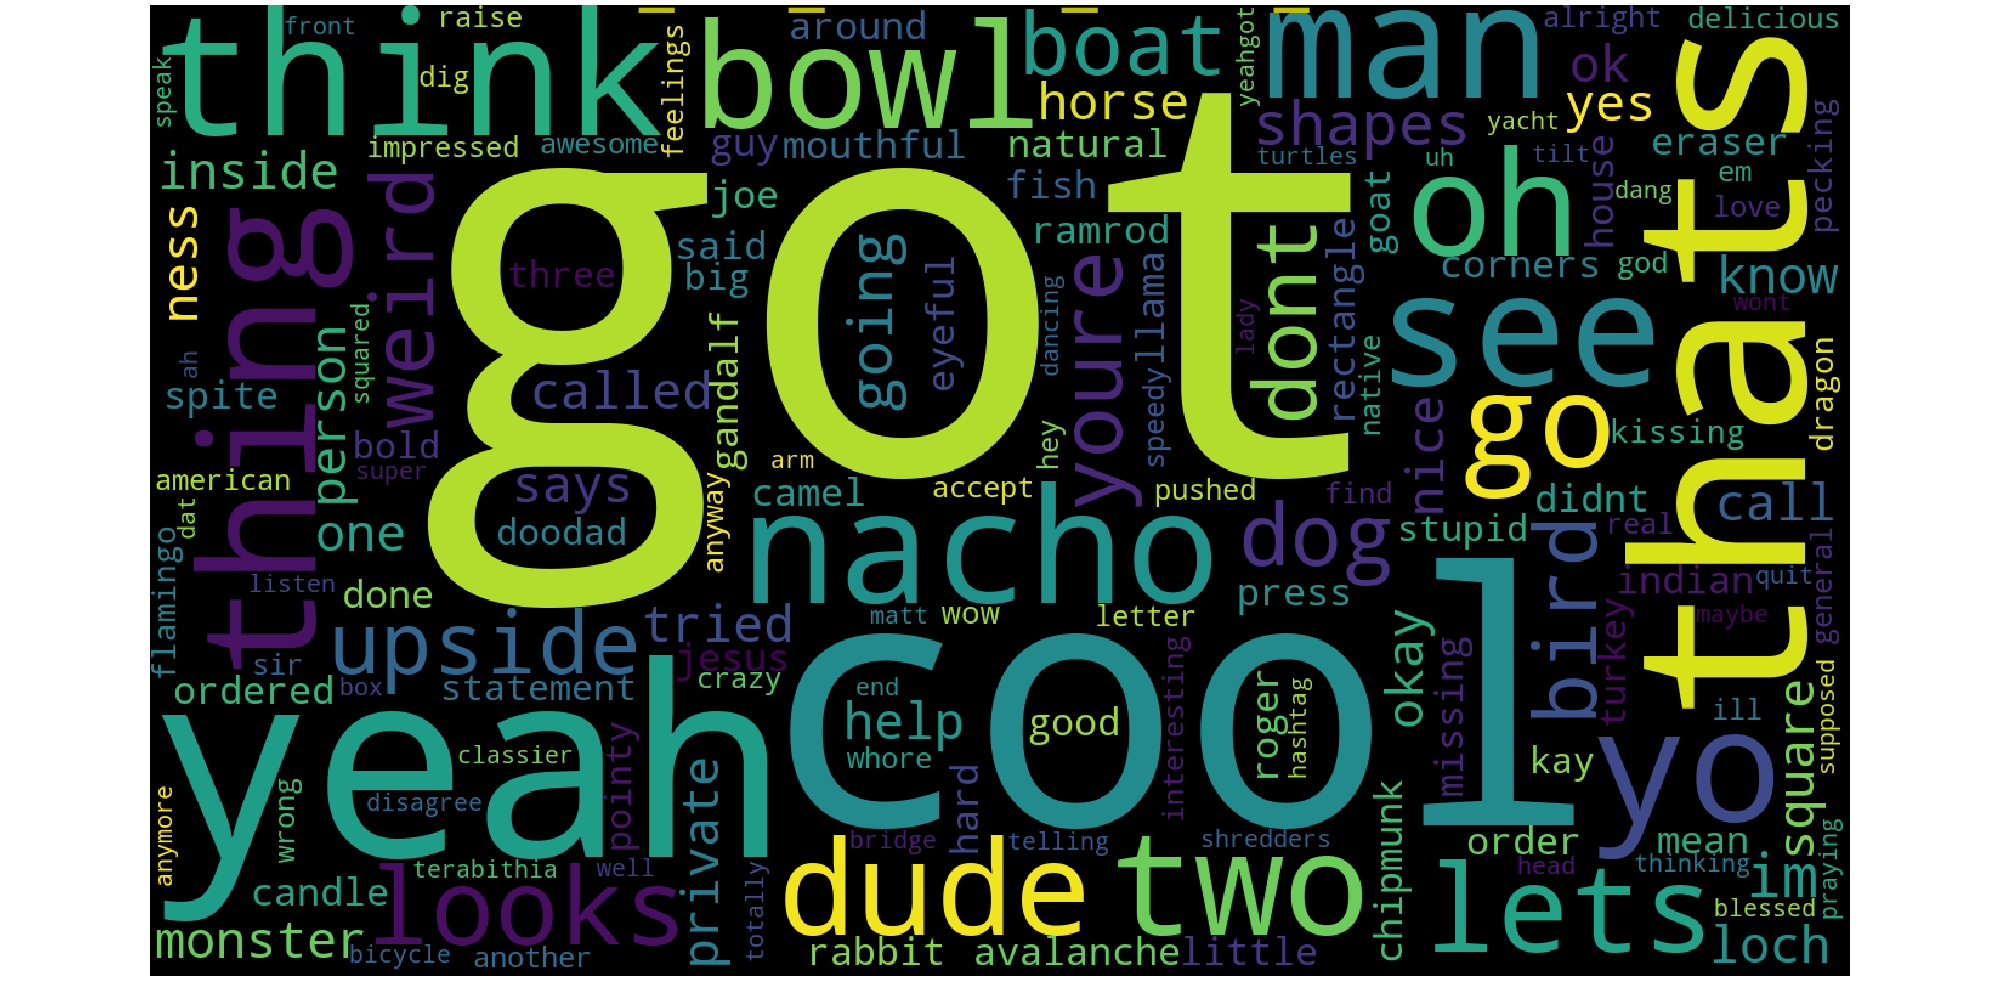 front
raise
around
alright
delicious
think
bowl
boat
man
thats
speak
dig
feelings
horse
yeahgot
ok
yes
shapes
yacht
pecking
impressed
awesome
guy
mouthful
natural
turtles
uh
tilt
house
eraser
em
inside
weird
got
joe
fish
goat
oh
dang
love
ness
thing
said
going
ramrod
dont
rectangle
corners
god
know
three
big
eyeful
youre
speedyllama
see
wont
squared
person
gandalf
dancing
lady
native
dragon
ah
spite
called
nice
go
kissing
bold
super
hey
american
says
anyway
arm
camel
accept
pushed
find
didnt
call
dat
one
doodad
nacho
dog
stupid
bird
real
general
flamingo
listen
done
press
indian
quit
upside
tried
matt
wow
letter
okay
turkey
maybe
sir
jesus
cool
interesting
missing
supposed
ordered
box
statement
crazy
end
roger
hashtag
square
ill
yeah
pointy
private
help
good
yo
classier
whore
kay
anymore
wrong
disagree
hard
chipmunk
looks
dude
bridge
telling
two
shredders
order
mean
terabithia
well
totally
lets
head
thinking
im
praying
candle
blessed
monster
bicycle
another
rabbit
avalanche
little
loch